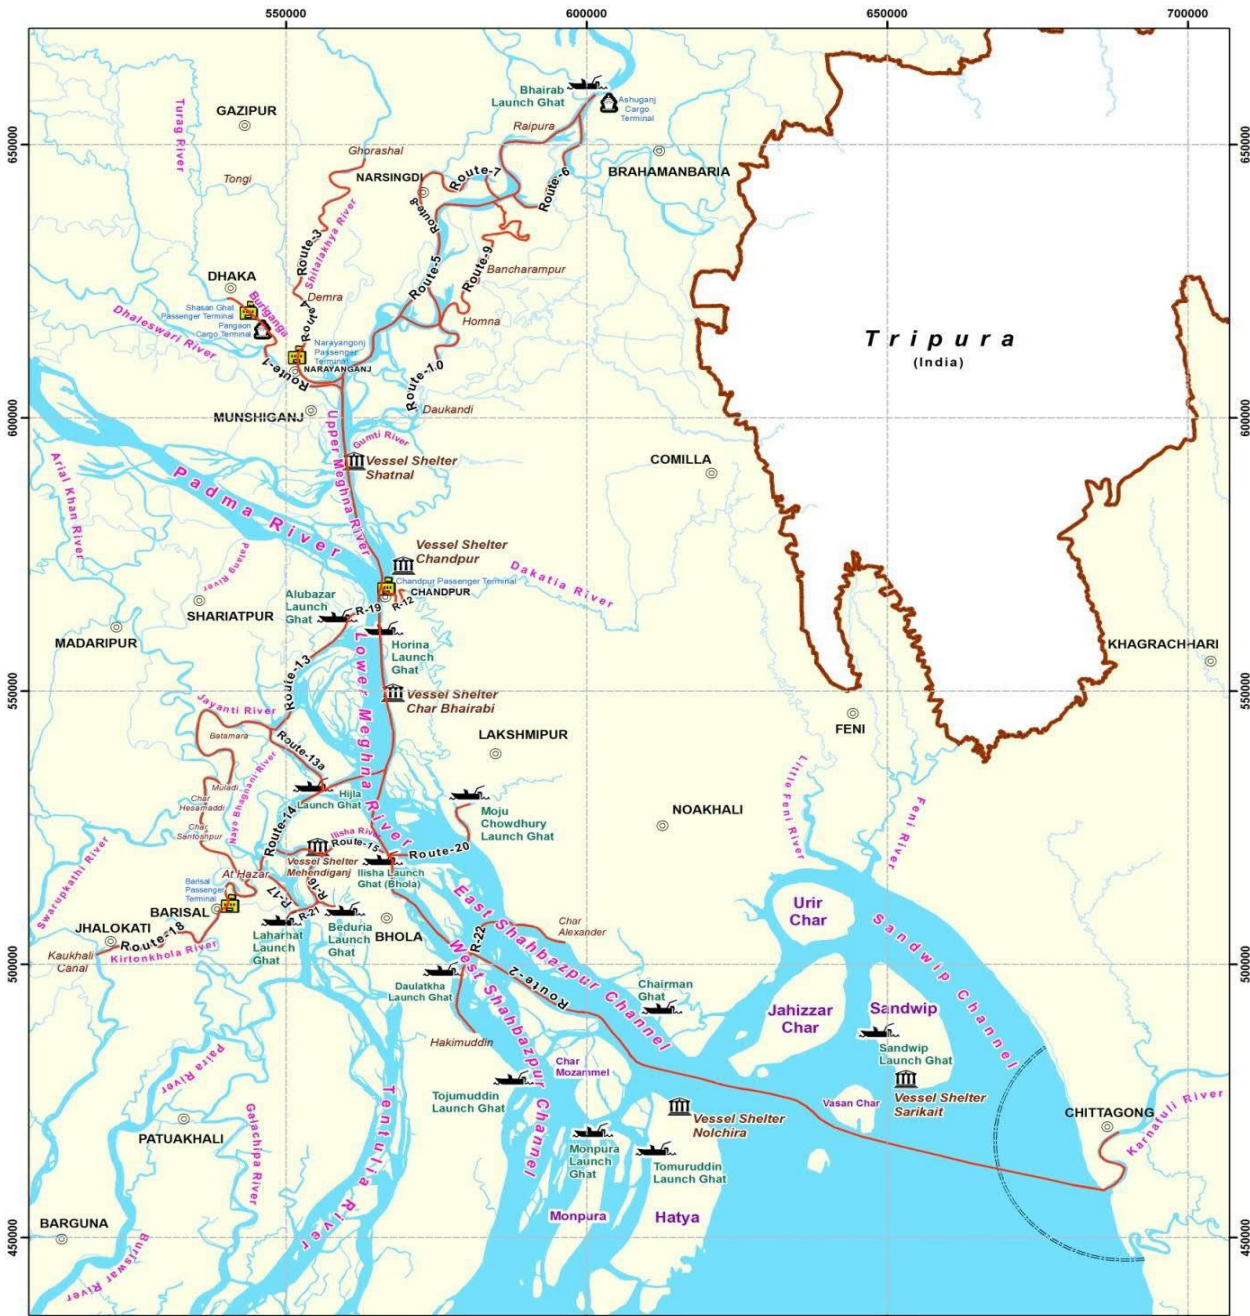 550000
600000
650000
700000
Bhairab
Launch Ghat
Ashuganj
Cargo
Terminal
GAZIPUR
Turag River
Raipura
650000
650000
Ghorashal
BRAHAMANBARIA
Tongi
NARSINGDI
Route-7
Route-6
Route-8
Route-3
Shitalakhya River
Route-5
Route-9
Bancharampur
DHAKA
Buriganga
Demra
Shasan Ghat
Passenger Terminal
Pangaon
Cargo Terminal
Dhaleswari River
Route-4
Homna
Narayangonj
Passenger
Terminal
NARAYANGANJ
Route-1
Route-10
Tripura
(India)
MUNSHIGANJ
Daukandi
600000
600000
Upper Meghna River
Gumti River
Vessel Shelter
Shatnal
COMILLA
Arial Khan River
Padma River
Vessel Shelter
Chandpur
Palang River
Dakatia River
Chandpur Passenger Terminal
CHANDPUR
R-12
Alubazar
Launch
Ghat
R-19
SHARIATPUR
MADARIPUR
Horina
Launch
Ghat
KHAGRACHHARI
Lower Meghna River
Route-13
550000
550000
Vessel Shelter
Char Bhairabi
Jayanti River
Batamara
FENI
LAKSHMIPUR
Route-13a
Little Feni River
Feni River
Muladi
Char
Hesamaddi
Naya Bhagnani River
Hijla
Launch Ghat
Moju
Chowdhury
Launch Ghat
NOAKHALI
Char
Santoshpur
Route-14
Ilisha River
Route-15
Route-20
Swarupkathi River
Vessel Shelter
Mehendiganj
Ilisha Launch
Ghat (Bhola)
At Hazar
Barisal
Passenger
Terminal
R-17
R-16
R-21
BARISAL
JHALOKATI
Route-18
Kirtonkhola River
Kaukhali
Canal
Laharhat
Launch
Ghat
Beduria
Launch
Ghat
BHOLA
East Shahbazpur Channel
R-22
Char
Alexander
Urir
Char
Sandwip Channel
500000
500000
West Shahbazpur Channel
Route-2
Daulatkha
Launch Ghat
Chairman
Ghat
Jahizzar
Char
Sandwip
Sandwip
Launch Ghat
Hakimuddin
Char
Mozammel
Paira River
Tentulia River
Tojumuddin
Launch Ghat
Vessel Shelter
Nolchira
Vasan Char
Vessel Shelter
Sarikait
CHITTAGONG
Karnafuli River
PATUAKHALI
Galachipa River
Monpura
Launch
Ghat
Tomuruddin
Launch Ghat
BARGUNA
Monpura
Hatya
450000
450000
Buriswar River